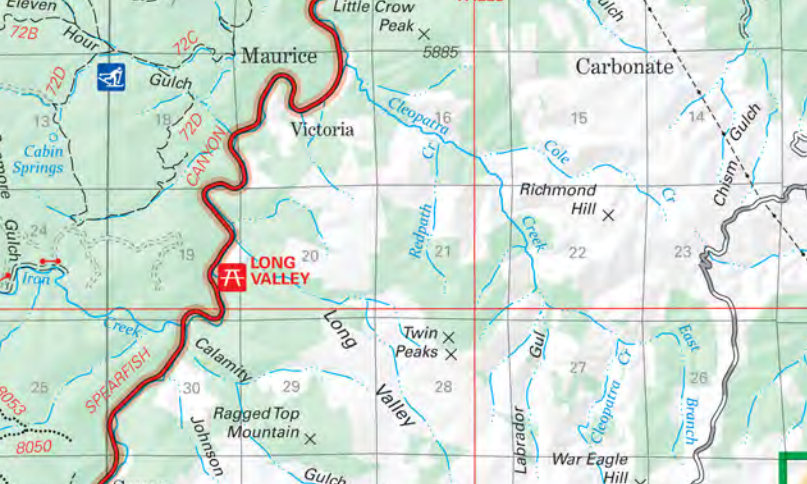 Eleven
Little Crow
Peak
5885
ulch
72B
Hour
72C
Maurice
Carbonate
72D
Gulch
13
18
72D
Cleopatra
16
15
14
Gulch
Victoria
Cabin
Springs
CANYON
Cr
Cole
Cr
Chism
Richmond
Hill
Gulch
24
19
20
Redpath
21
Creek
22
23
LONG
VALLEY
Iron
Creek
Long
Twin
Peaks
Gul
East
Calamity
SPEARFISH
25
30
29
28
27
Cr
26
8053
Valley
Cleopatra
Branch
Ragged Top
Mountain
8050
Johnson
Labrador
War Eagle
Hill
Gulch